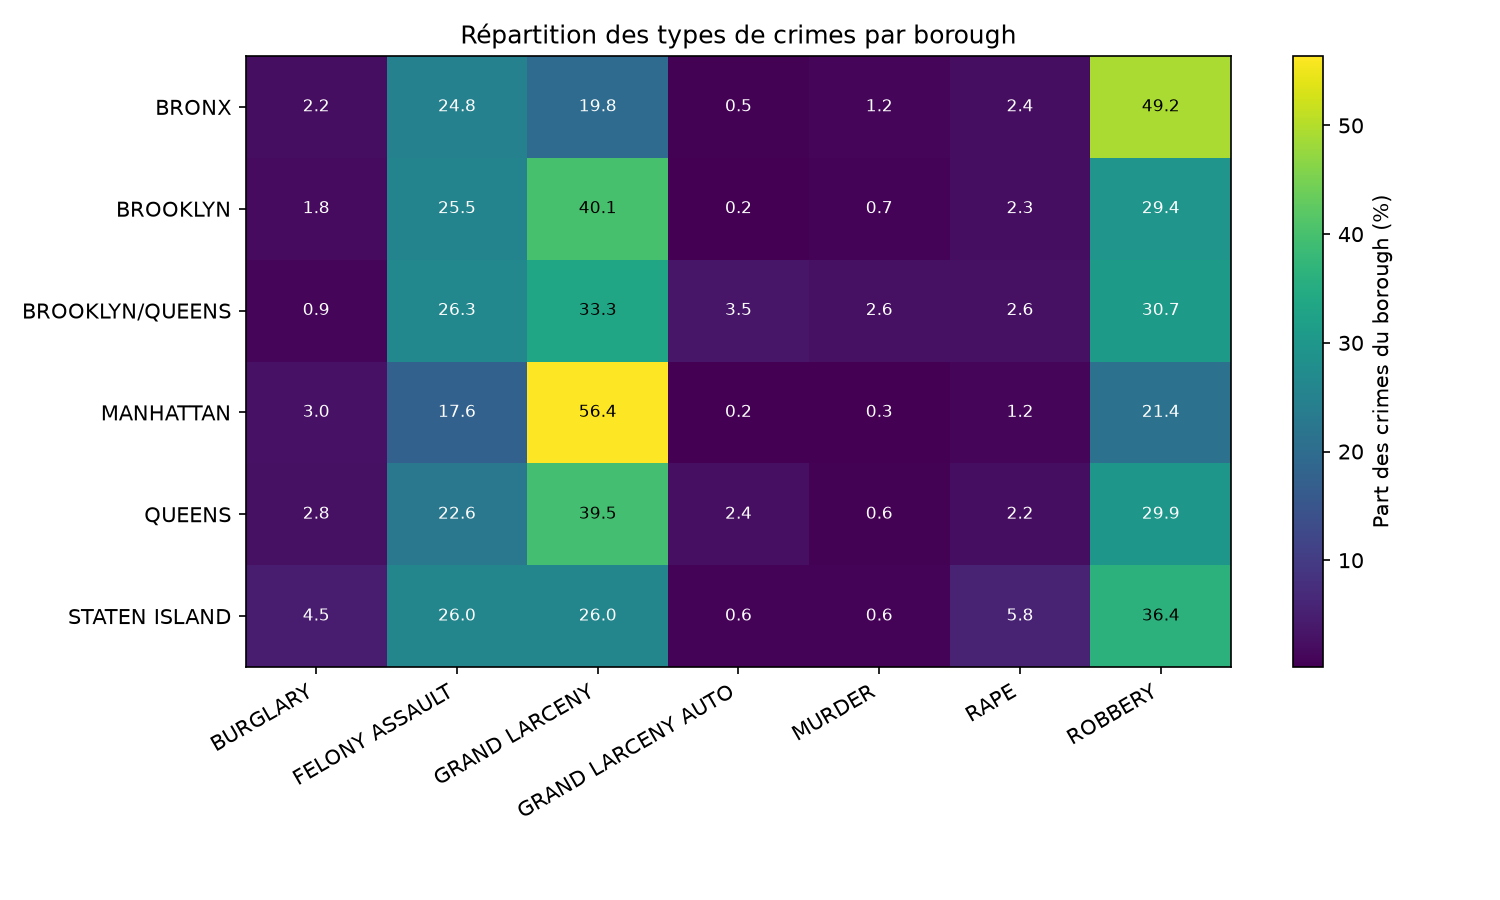 Répartition des types de crimes par borough
BRONX 2.2 24.8 19.8 0.5 1.2 2.4 49.2
BROOKLYN 1.8 25.5 40.1 0.2 0.7 2.3 29.4
BROOKLYN/QUEENS 0.9 26.3 33.3 3.5 2.6 2.6 30.7
MANHATTAN 3.0 17.6 56.4 0.2 0.3 1.2 21.4
QUEENS 2.8 22.6 39.5 2.4 0.6 2.2 29.9
STATEN ISLAND 4.5 26.0 26.0 0.6 0.6 5.8 36.4
BURGLARY
FELONY ASSAULT
GRAND LARCENY
GRAND LARCENY AUTO
MURDER
RAPE
ROBBERY
50
40
30
20
10
Part des crimes du borough (%)